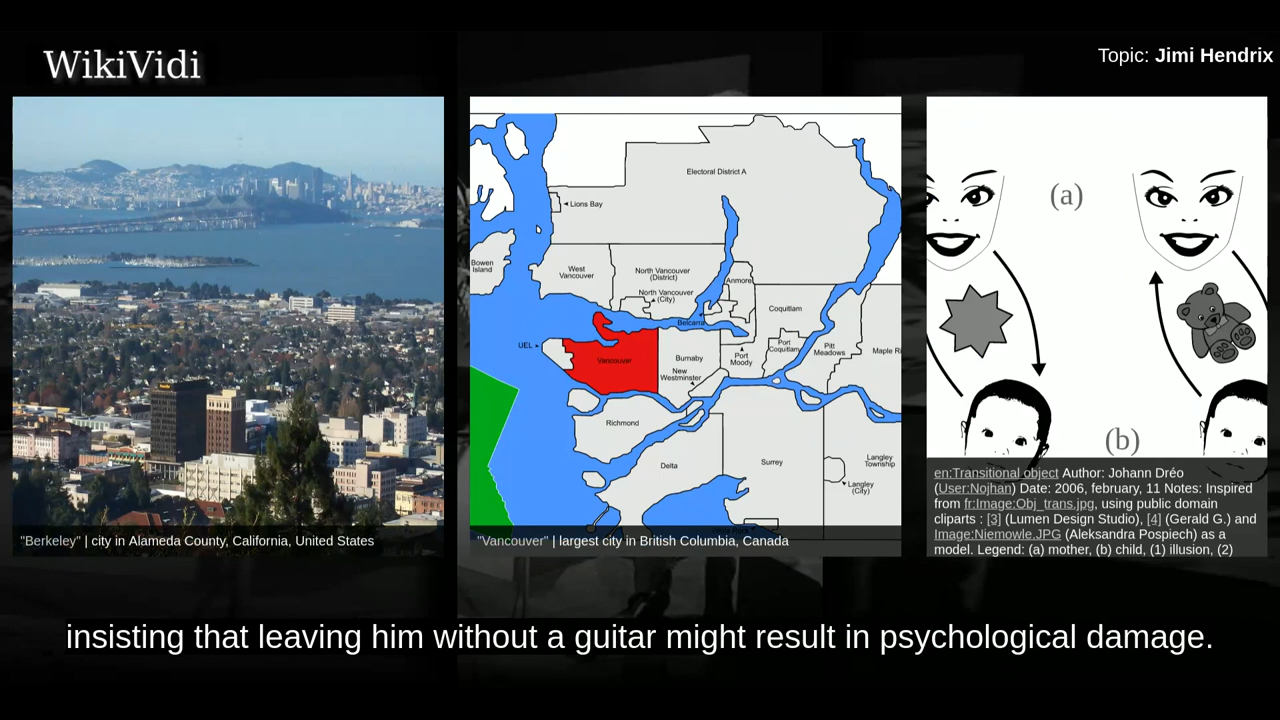 WikiVidi
Topic: Jimi Hendrix
"Berkeley" | city in Alameda County, California, United States
Electoral District A
Lions Bay
Bowen
Island
West
Vancouver
North Vancouver
(District)
North Vancouver
(City)
Anmore
Belcarra
Coquitlam
UEL
Vancouver
Burnaby
Port
Moody
Port
Coquitlam
Pitt
Meadows
Maple Ri
New
Westminster
Richmond
Delta
Surrey
Langley
Township
Langley
(City)
"Vancouver" | largest city in British Columbia, Canada
(a)
(b)
en:Transitional object Author: Johann Dréo
(User:Nojhan) Date: 2006, february, 11 Notes: Inspired
from fr:Image:Obj_trans.jpg, using public domain
cliparts : [3] (Lumen Design Studio), [4] (Gerald G.) and
Image:Niemowle.JPG (Aleksandra Pospiech) as a
model. Legend: (a) mother, (b) child, (1) illusion, (2)
insisting that leaving him without a guitar might result in psychological damage.